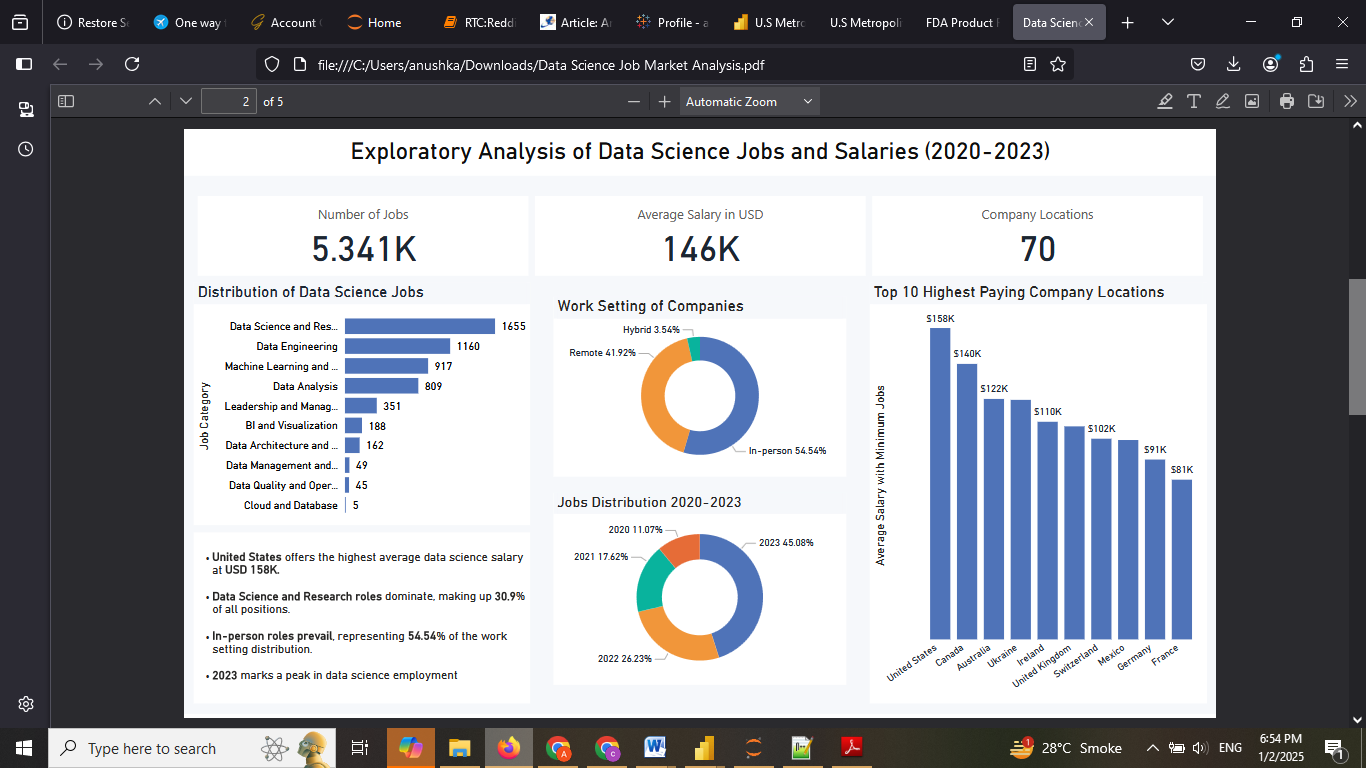 Restore Se
One way f
Account C
Home
RTC:Reddi
Article: Ar
Profile - a
U.S Metro
U.S Metropolit
FDA Product R
Data Scienc
file:///C:/Users/anushka/Downloads/Data Science Job Market Analysis.pdf
2 of 5
Automatic Zoom
Exploratory Analysis of Data Science Jobs and Salaries (2020-2023)
Number of Jobs
5.341K
Average Salary in USD
146K
Company Locations
70
Distribution of Data Science Jobs
Job Category
Data Science and Res... 1655
Data Engineering 1160
Machine Learning and ... 917
Data Analysis 809
Leadership and Manag... 351
BI and Visualization 188
Data Architecture and ... 162
Data Management and... 49
Data Quality and Oper... 45
Cloud and Database 5
• United States offers the highest average data science salary
at USD 158K.
• Data Science and Research roles dominate, making up 30.9%
of all positions.
• In-person roles prevail, representing 54.54% of the work
setting distribution.
• 2023 marks a peak in data science employment
Work Setting of Companies
Hybrid 3.54%
Remote 41.92%
In-person 54.54%
Jobs Distribution 2020-2023
2020 11.07%
2023 45.08%
2021 17.62%
2022 26.23%
Top 10 Highest Paying Company Locations
Average Salary with Minimum Jobs
$158K
$140K
$122K
$110K
$102K
$91K
$81K
United States
Canada
Australia
Ukraine
Ireland
United Kingdom
Switzerland
Mexico
Germany
France
Type here to search
28°C Smoke
ENG
6:54 PM
1/2/2025
1